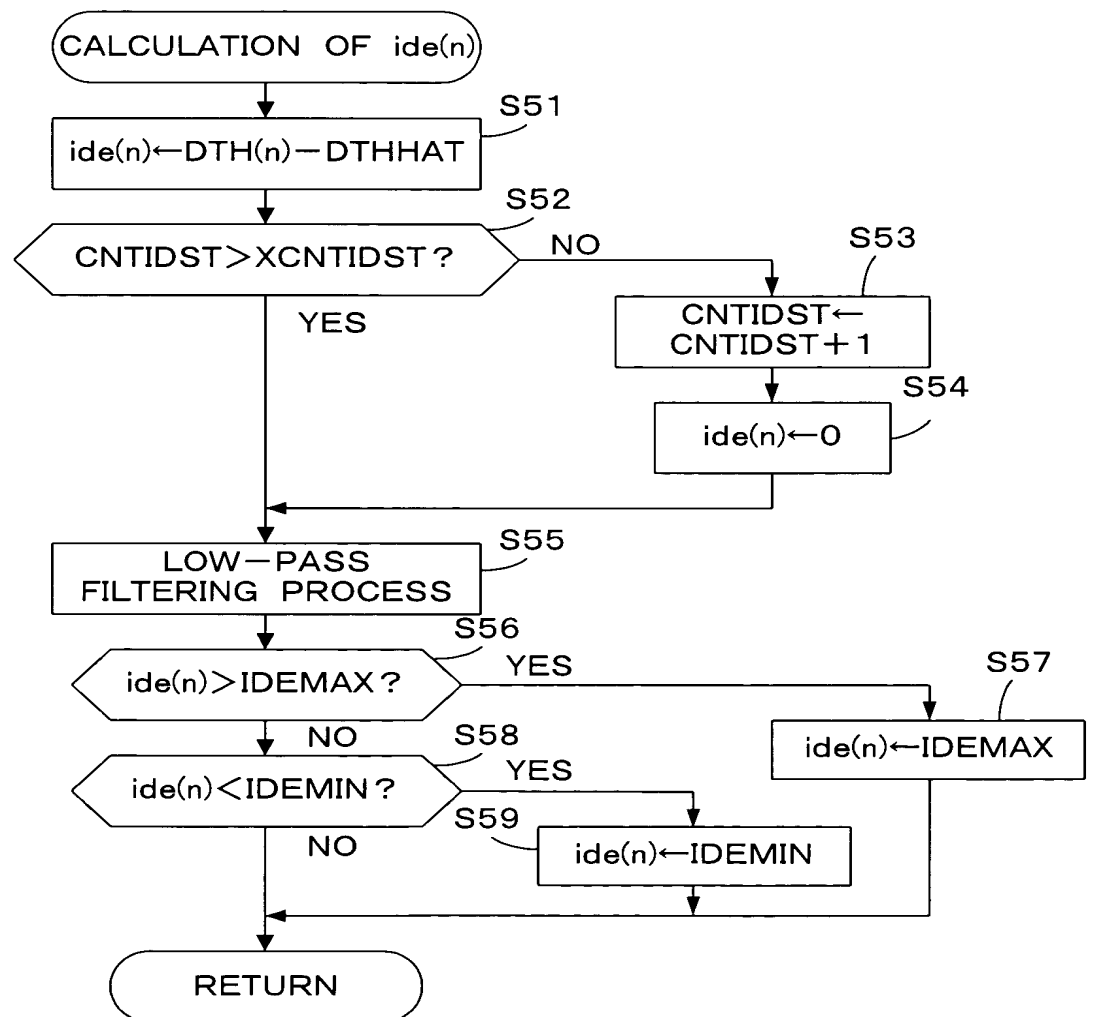 CALCULATION OF ide(n)
S51
ide(n)←DTH(n)−DTHHAT
S52
CNTIDST>XCNTIDST?
NO
YES
S53
CNTIDST←
CNTIDST+1
S54
ide(n)←0
S55
LOW−PASS
FILTERING PROCESS
S56
ide(n)>IDEMAX?
YES
NO
S57
ide(n)←IDEMAX
S58
ide(n)<IDEMIN?
YES
NO
S59
ide(n)←IDEMIN
RETURN